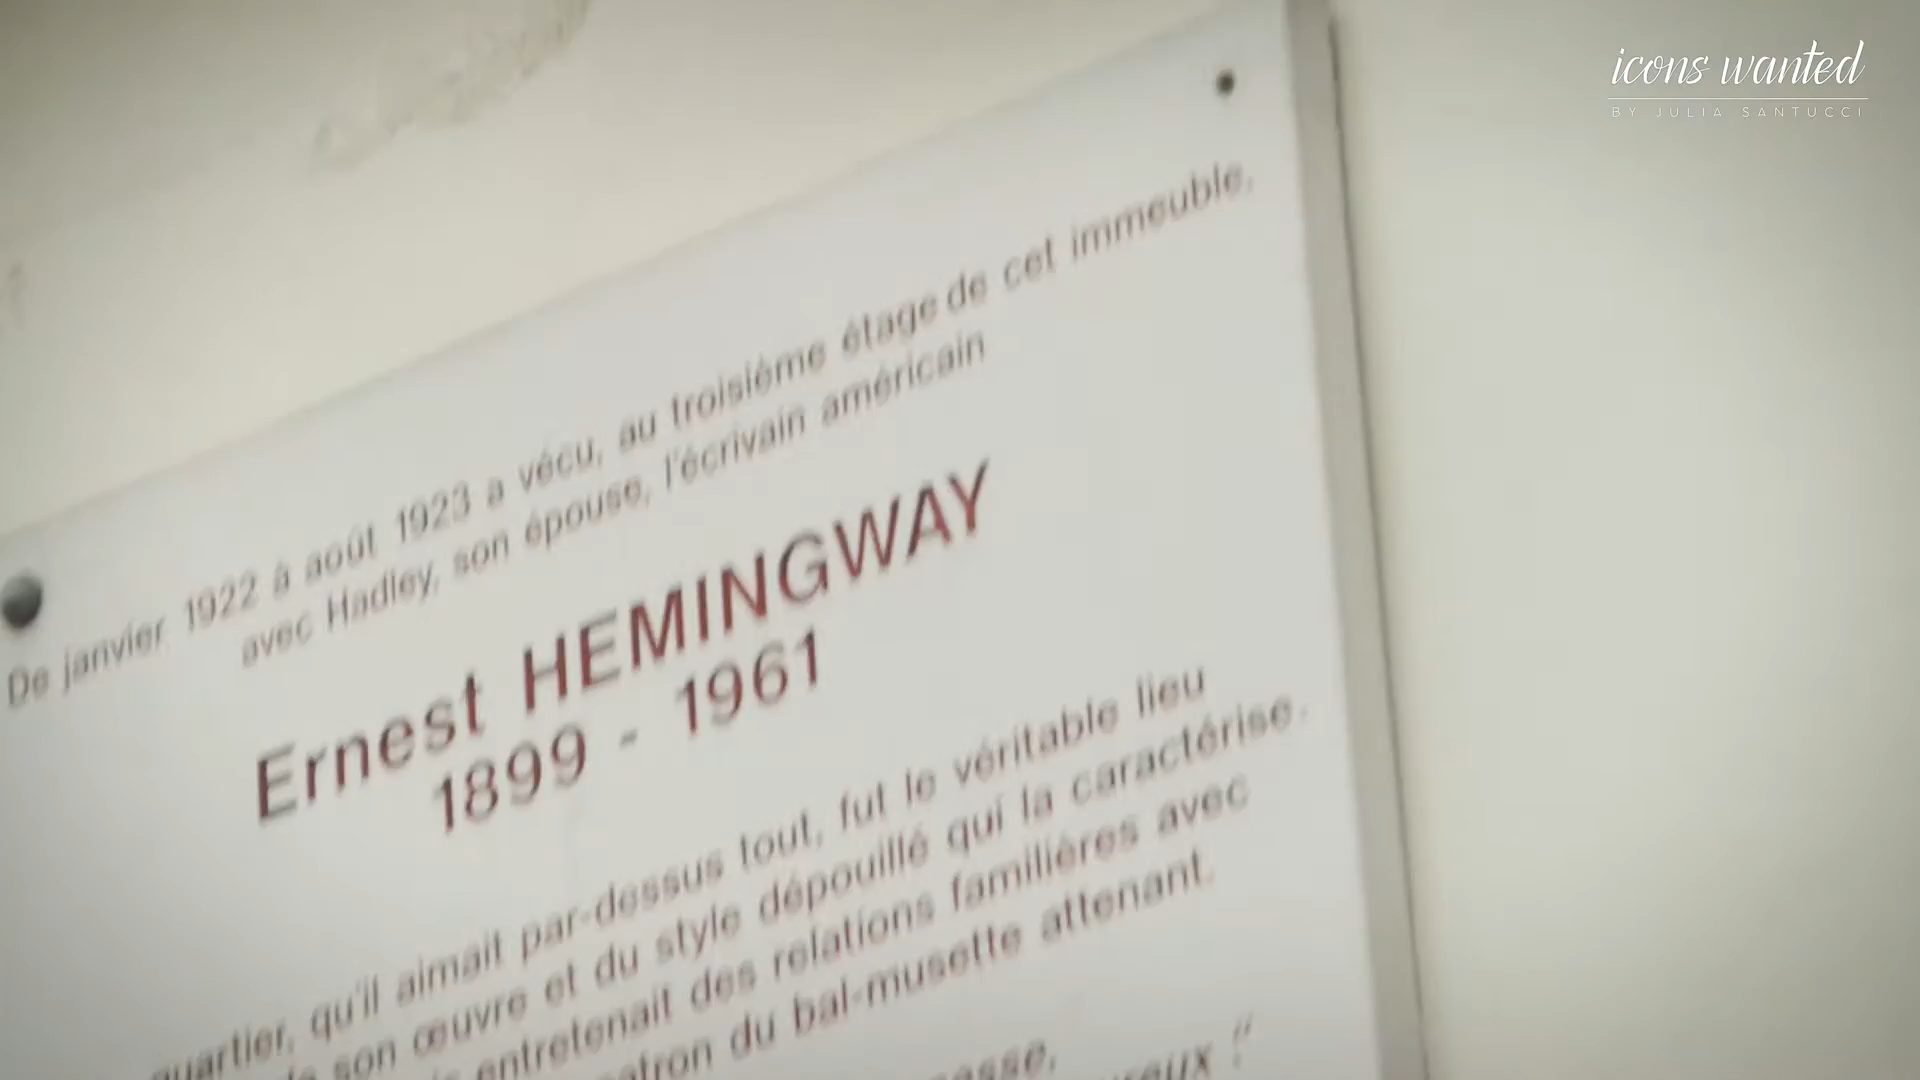 icons wanted
BY JULIA SANTUCCI
De janvier 1922 à août 1923 a vécu, au troisième étage de cet immeuble,
avec Hadley, son épouse, l'écrivain américain
Ernest HEMINGWAY
1899 - 1961
quartier, qu'il aimait par-dessus tout, fut le véritable lieu
son œuvre et du style dépouillé qui la caractérise.
entretenait des relations familières avec
du bal-musette attenant.